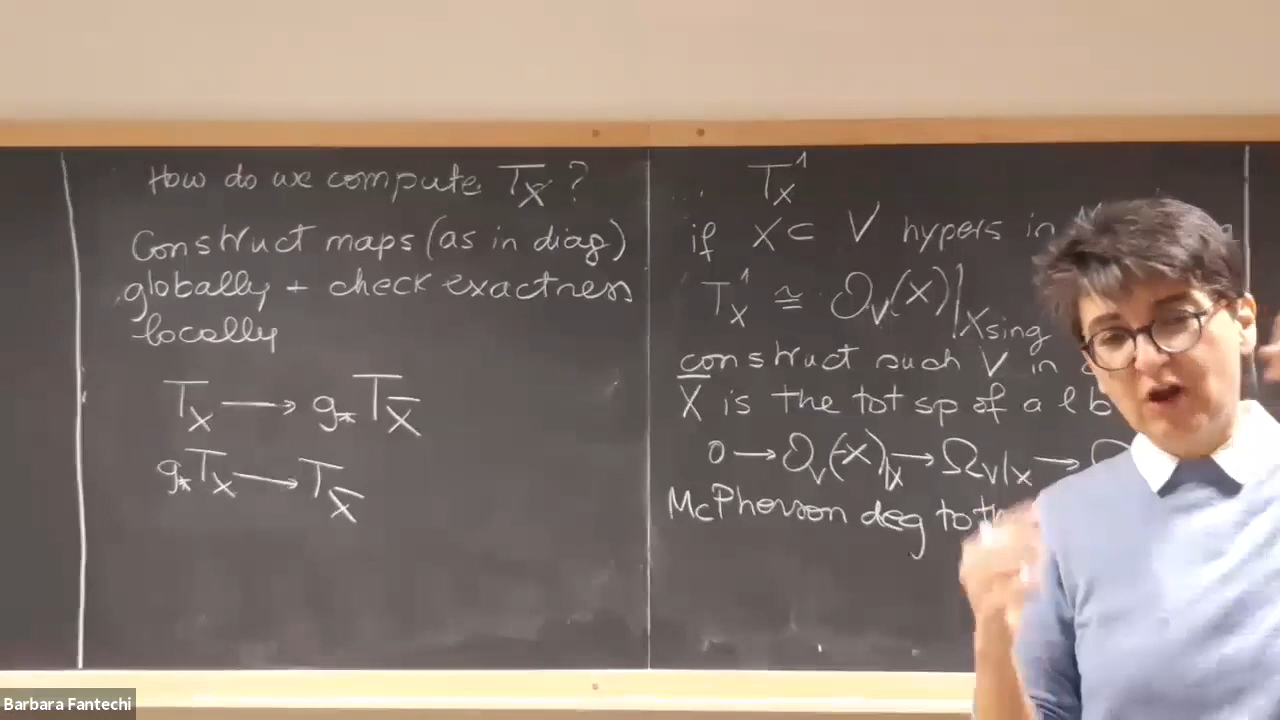 How do we compute T_X ?
Construct maps (as in diag)
globally + check exactness
locally
T_X → g_* T_X̄
g_* T_X → T_X̄
T_X^1
if X ⊂ V hypers in
T_X^1 ≅ O_V(X)|_Xsing
construct such V in
X̄ is the tot sp of a l b
0 → O_V(-X)|_X → Ω_V|_X →
McPherson deg to
Barbara Fantechi